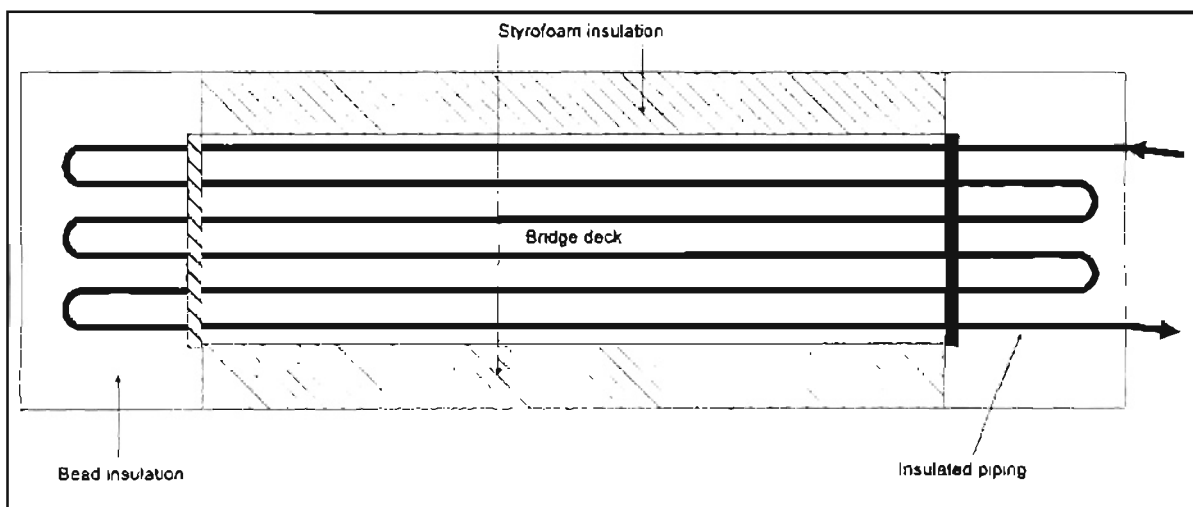 Styrofoam insulation
Bridge deck
Bead insulation
Insulated piping